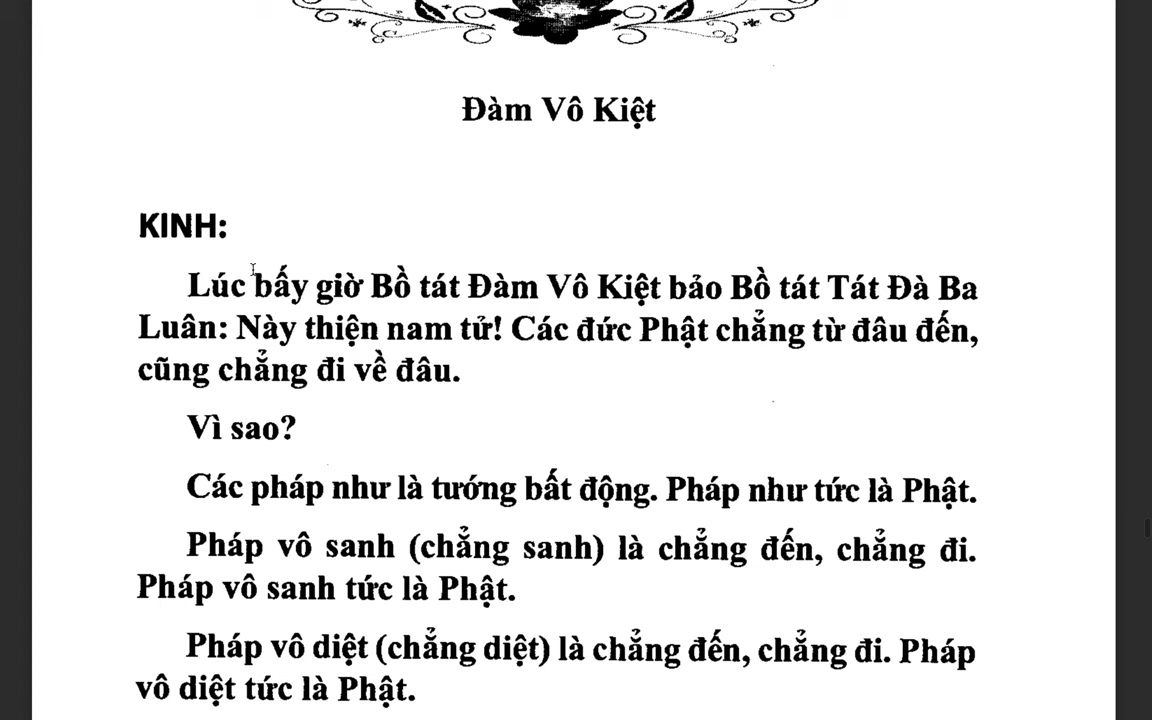 Đàm Vô Kiệt
KINH:
Lúc bấy giờ Bồ tát Đàm Vô Kiệt bảo Bồ tát Tát Đà Ba
Luân: Này thiện nam tử! Các đức Phật chẳng từ đâu đến,
cũng chẳng đi về đâu.
Vì sao?
Các pháp như là tướng bất động. Pháp như tức là Phật.
Pháp vô sanh (chẳng sanh) là chẳng đến, chẳng đi.
Pháp vô sanh tức là Phật.
Pháp vô diệt (chẳng diệt) là chẳng đến, chẳng đi. Pháp
vô diệt tức là Phật.